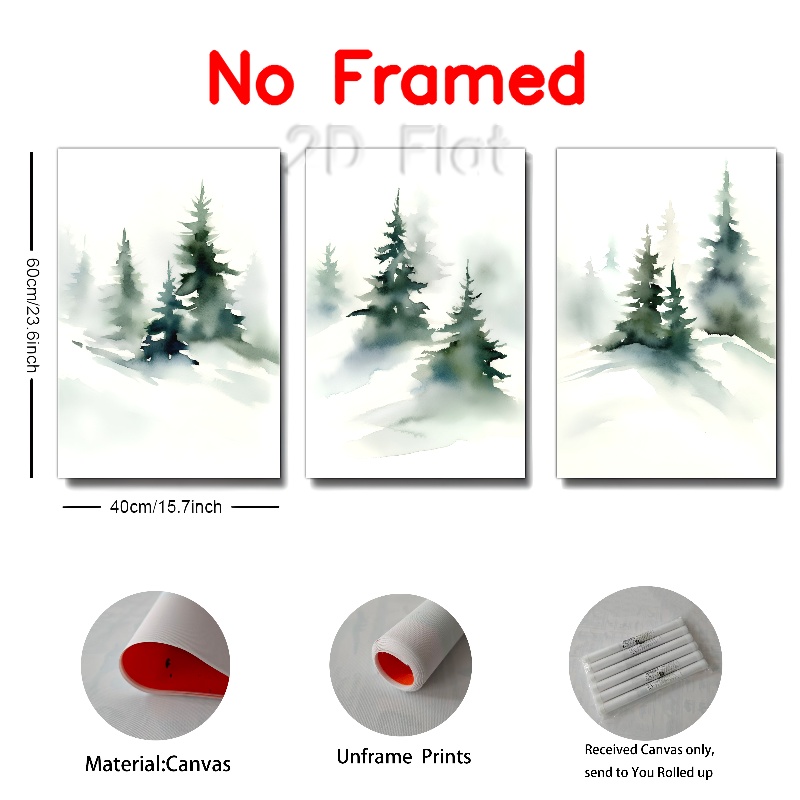 No Framed
2D Flat
60cm/23.6inch
40cm/15.7inch
Material:Canvas
Unframe Prints
Received Canvas only,
send to You Rolled up